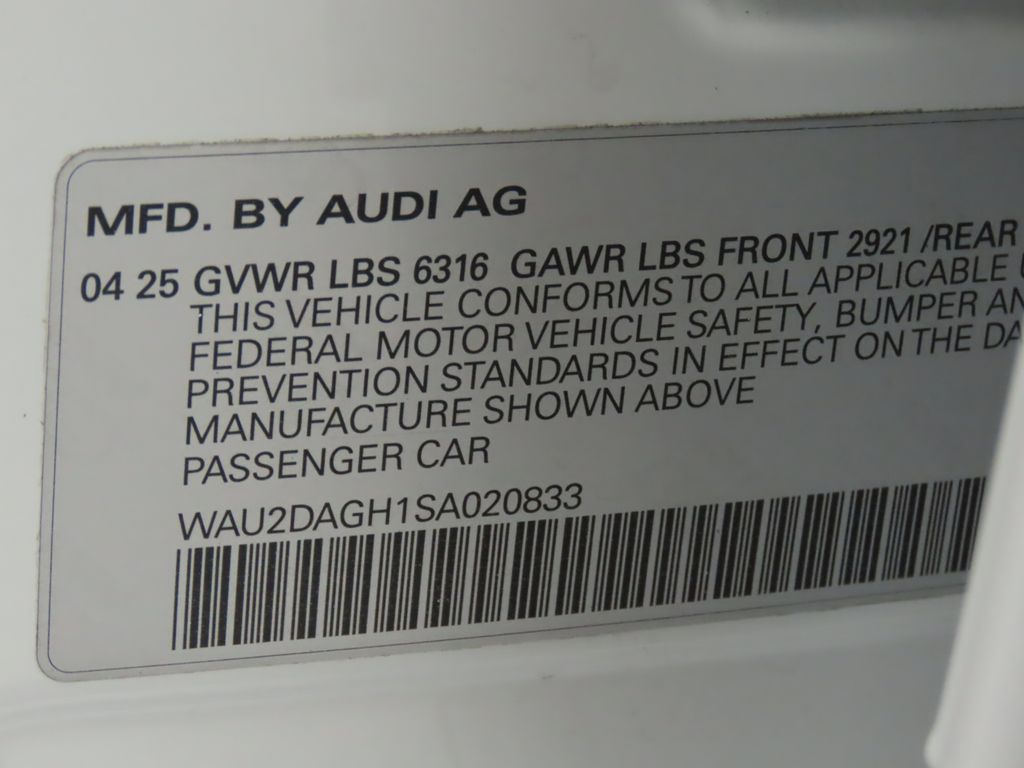 MFD. BY AUDI AG
04 25 GVWR LBS 6316 GAWR LBS FRONT 2921 /REAR
THIS VEHICLE CONFORMS TO ALL APPLICABLE
FEDERAL MOTOR VEHICLE SAFETY, BUMPER
PREVENTION STANDARDS IN EFFECT ON THE
MANUFACTURE SHOWN ABOVE
PASSENGER CAR
WAU2DAGH1SA020833